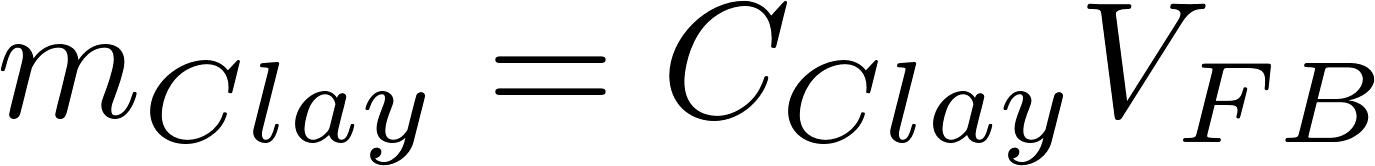 m_{Clay} = C_{Clay} V_{FB}